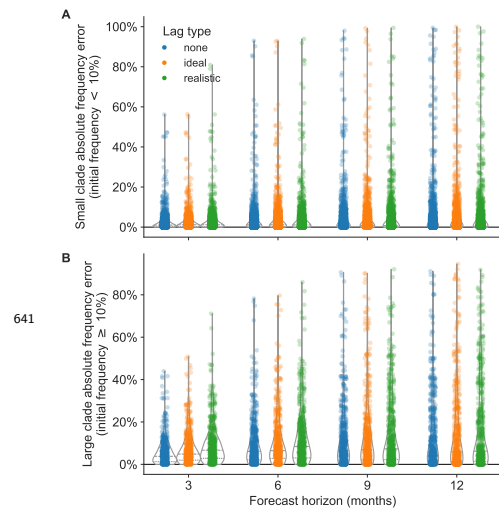 A
Small clade absolute frequency error
(initial frequency < 10%)
100%
80%
60%
40%
20%
0%
Lag type
none
ideal
realistic
B
Large clade absolute frequency error
(initial frequency ≥ 10%)
80%
60%
40%
20%
0%
641
3
6
9
12
Forecast horizon (months)